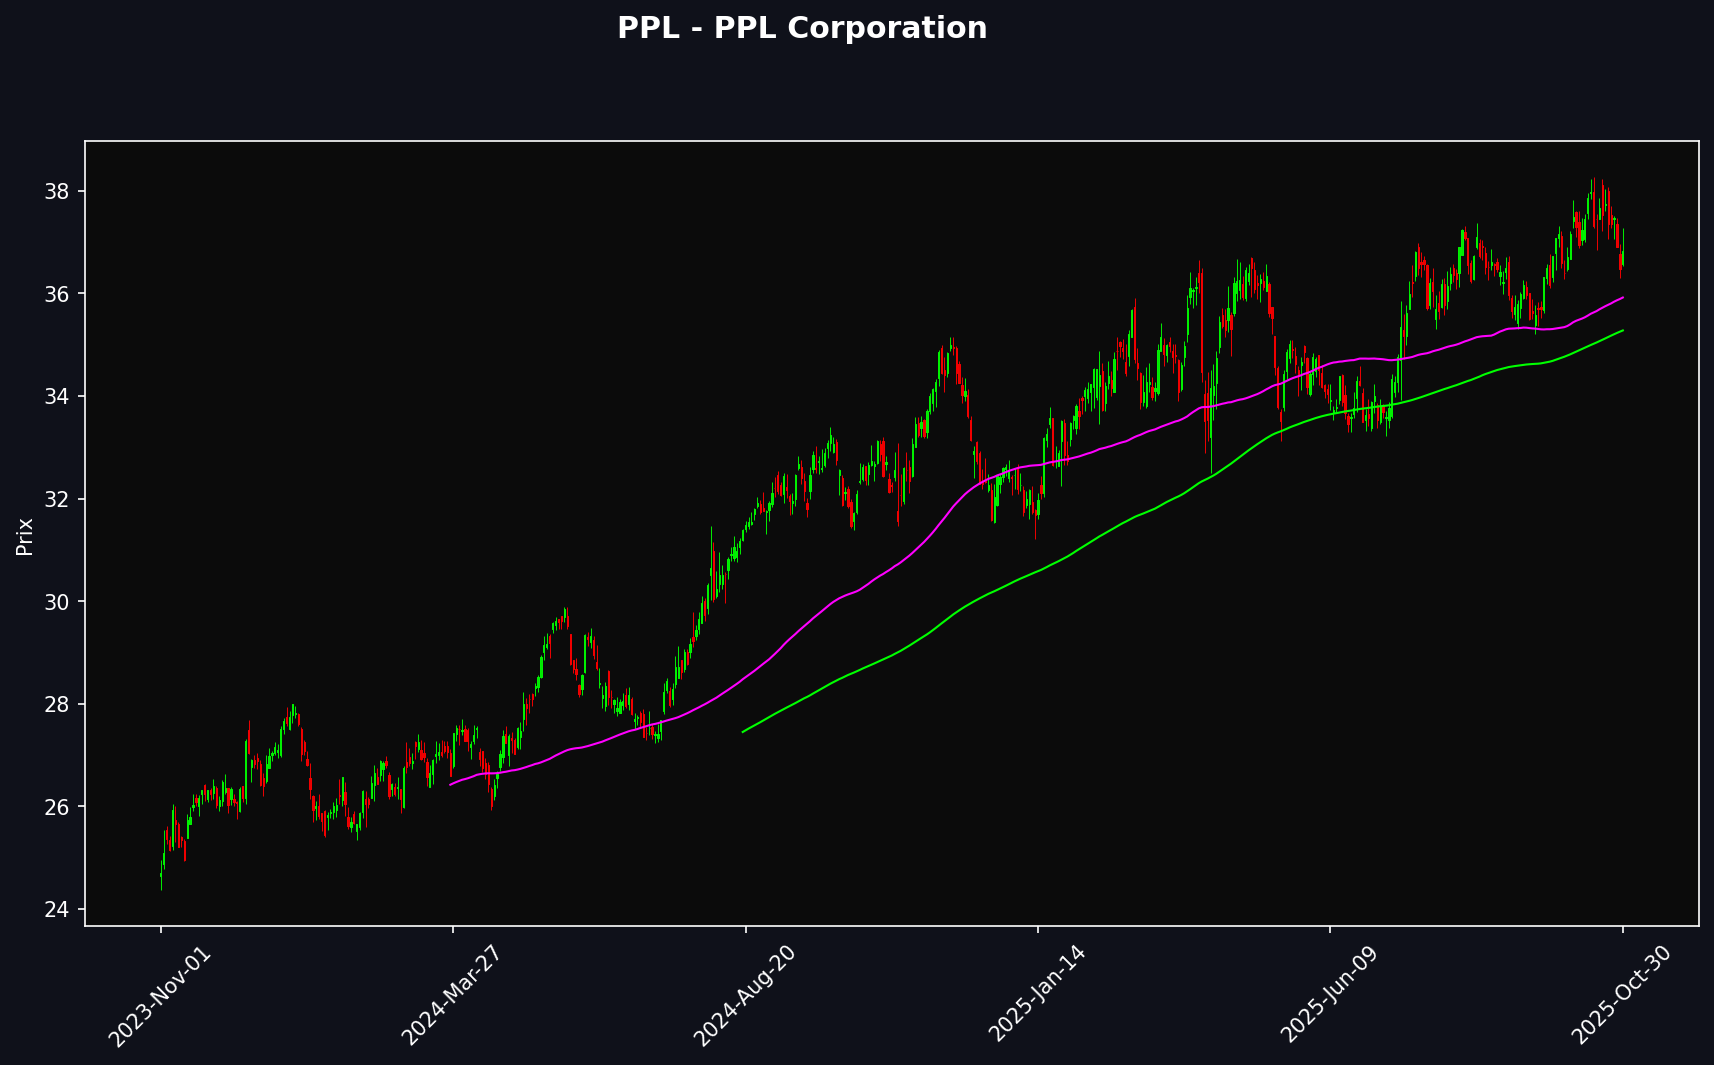 PPL - PPL Corporation
38
36
34
32
30
28
26
24
Prix
2023-Nov-01
2024-Mar-27
2024-Aug-20
2025-Jan-14
2025-Jun-09
2025-Oct-30